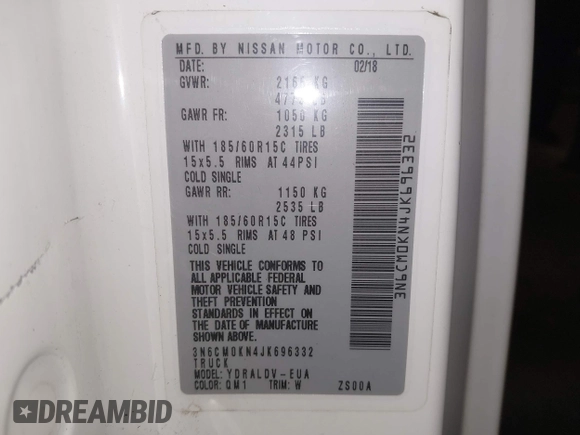 MFD. BY NISSAN MOTOR CO., LTD.
DATE: 02/18
GVWR: KG
LB
GAWR FR: 1050 KG
2315 LB
WITH 185/60R15C TIRES
15x5.5 RIMS AT 44PSI
COLD SINGLE
GAWR RR: 1150 KG
2535 LB
WITH 185/60R15C TIRES
15x5.5 RIMS AT 48 PSI
COLD SINGLE
THIS VEHICLE CONFORMS TO
ALL APPLICABLE FEDERAL
MOTOR VEHICLE SAFETY AND
THEFT PREVENTION
STANDARDS IN EFFECT ON
THE DATE OF MANUFACTURE
SHOWN ABOVE.
3N6CM0KN4JK696332
TRUCK
MODEL: YDRALDV-EUA
COLOR: QM1 TRIM: W ZS00A
3N6CM0KN4JK696332
DREAMBID